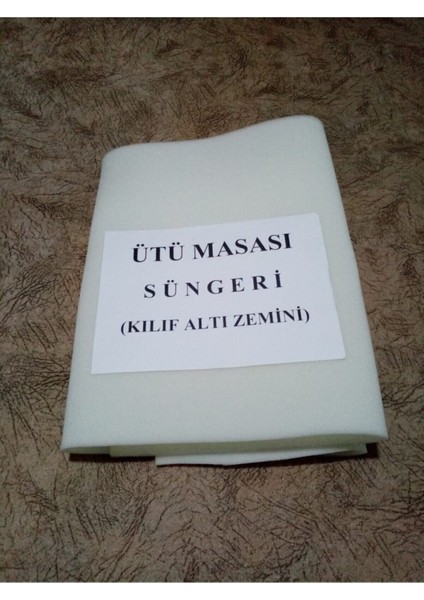 ÜTÜ MASASI
SÜNGERİ
(KILIF ALTI ZEMİNİ)